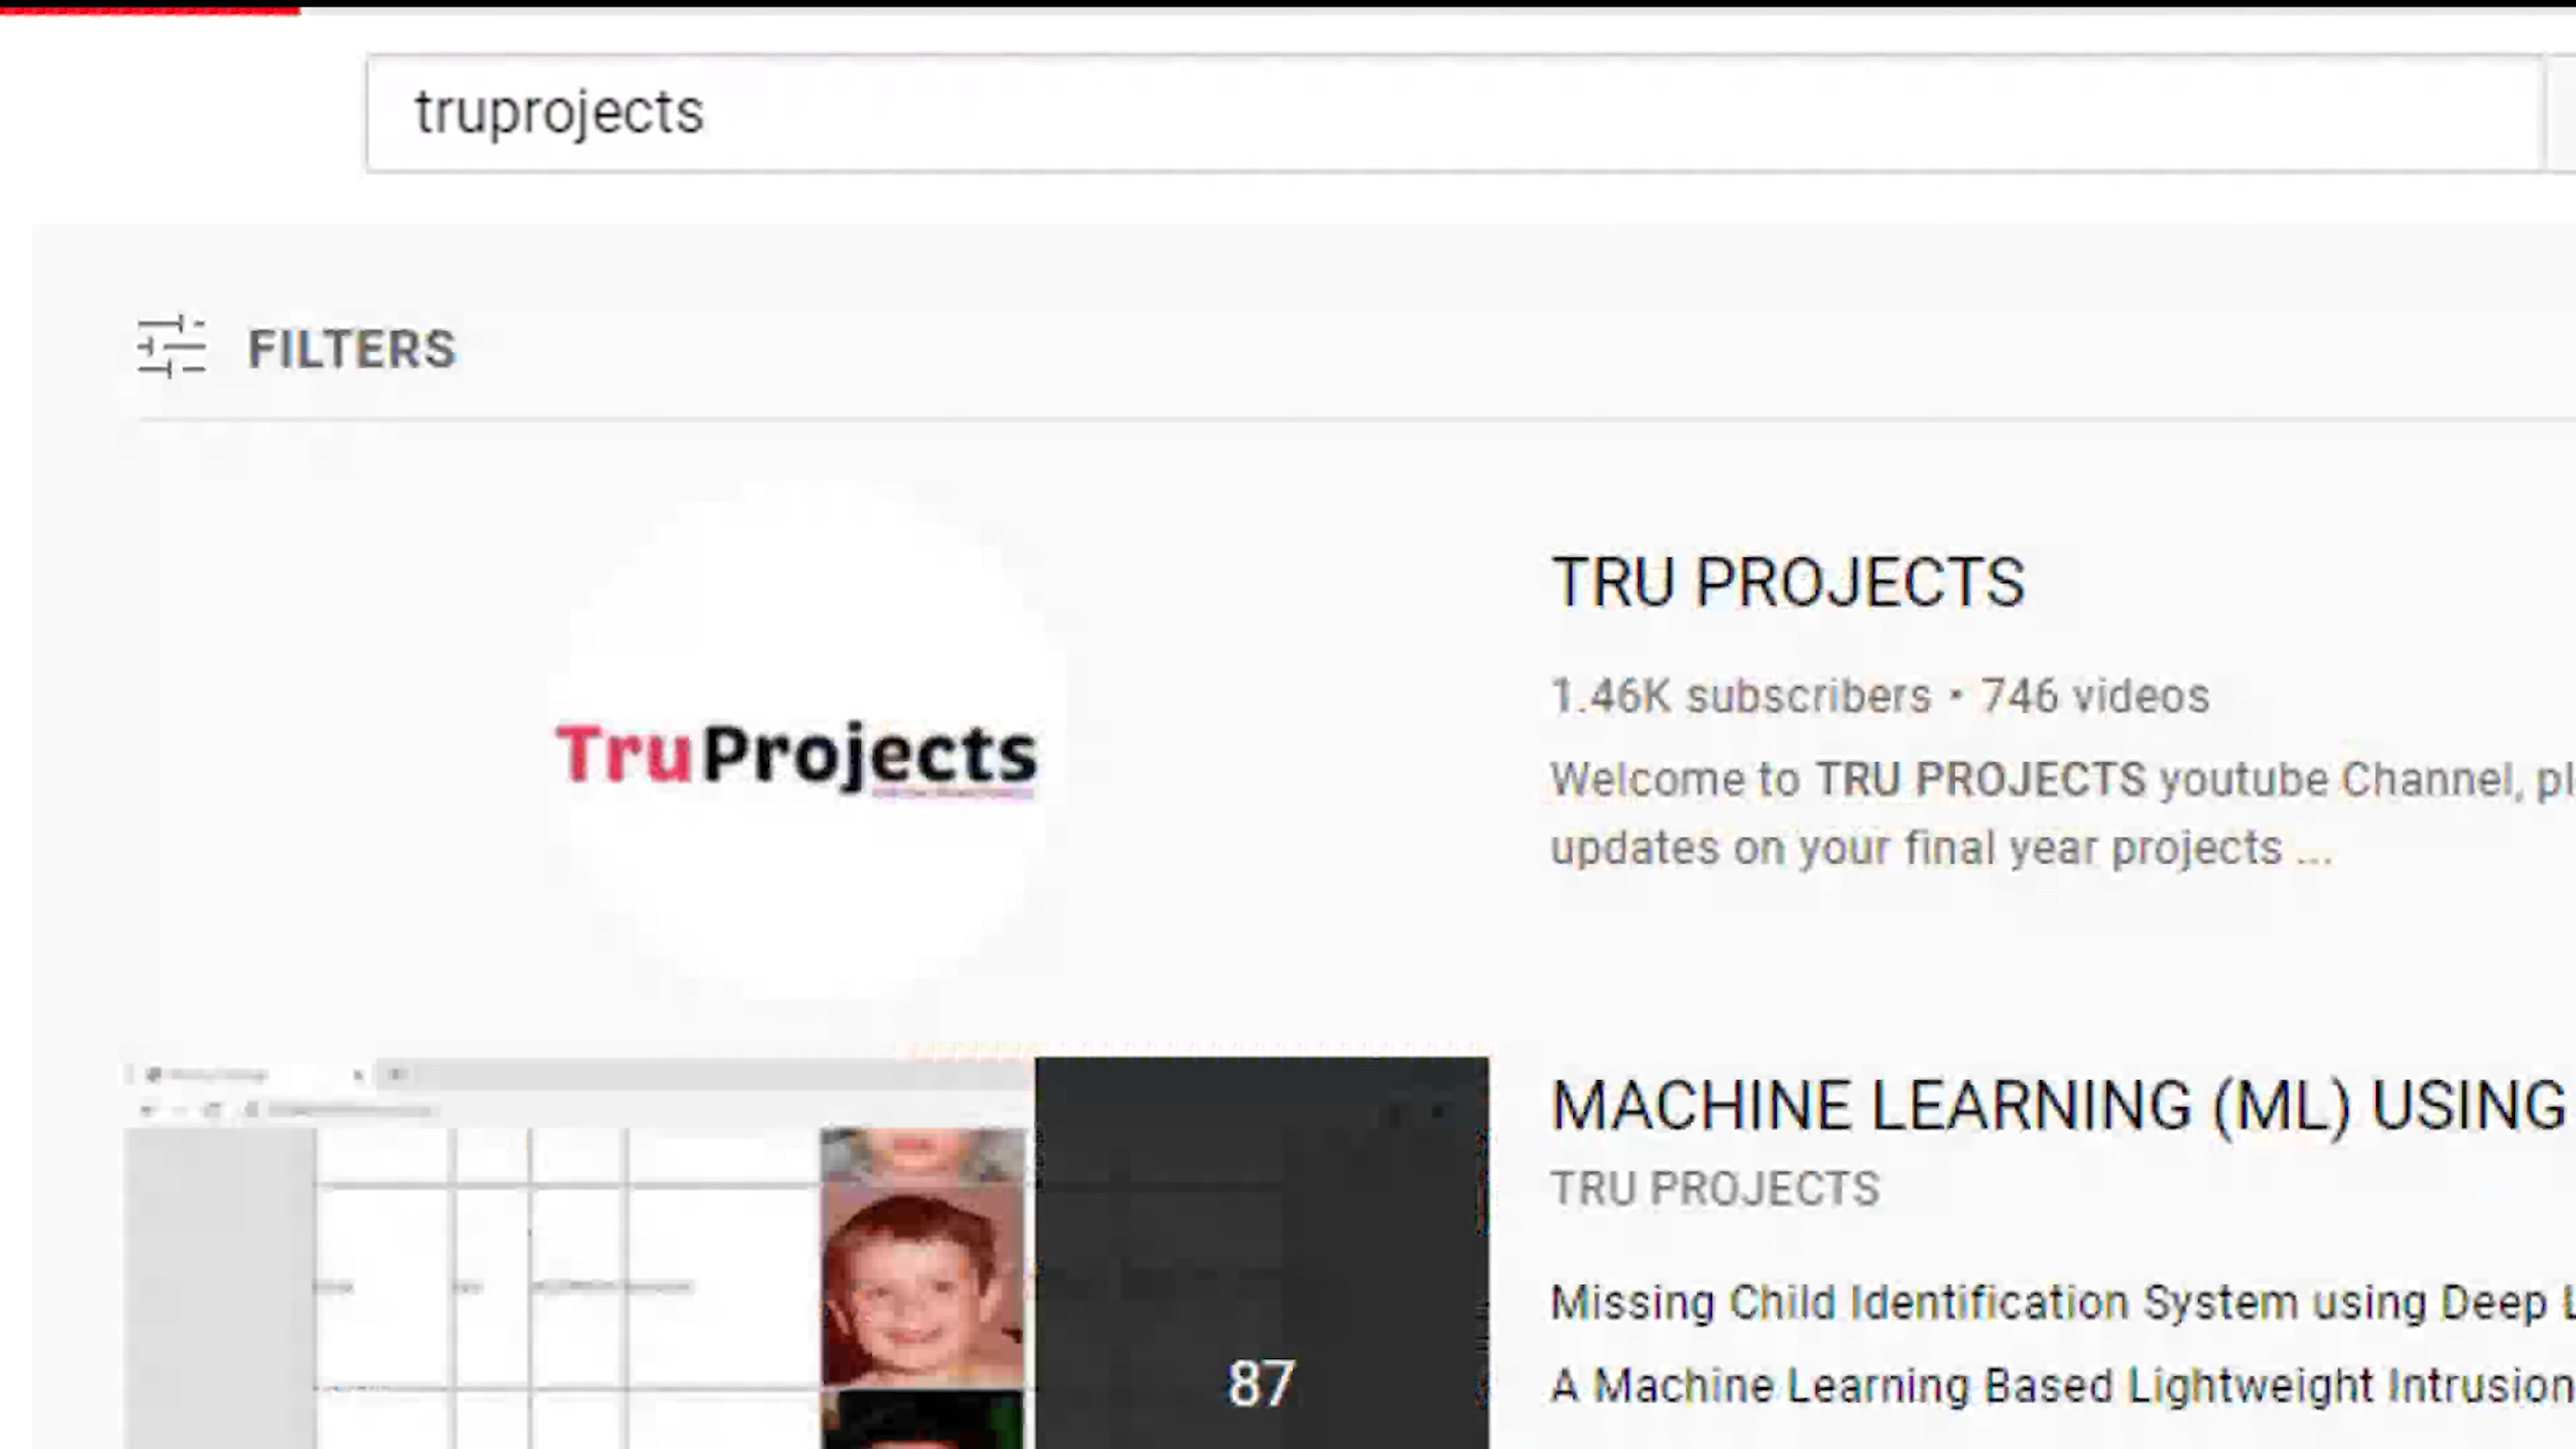 truprojects
FILTERS
TruProjects
TRU PROJECTS
1.46K subscribers • 746 videos
Welcome to TRU PROJECTS youtube Channel, pl
updates on your final year projects ...
MACHINE LEARNING (ML) USING
TRU PROJECTS
Missing Child Identification System using Deep L
A Machine Learning Based Lightweight Intrusion
87